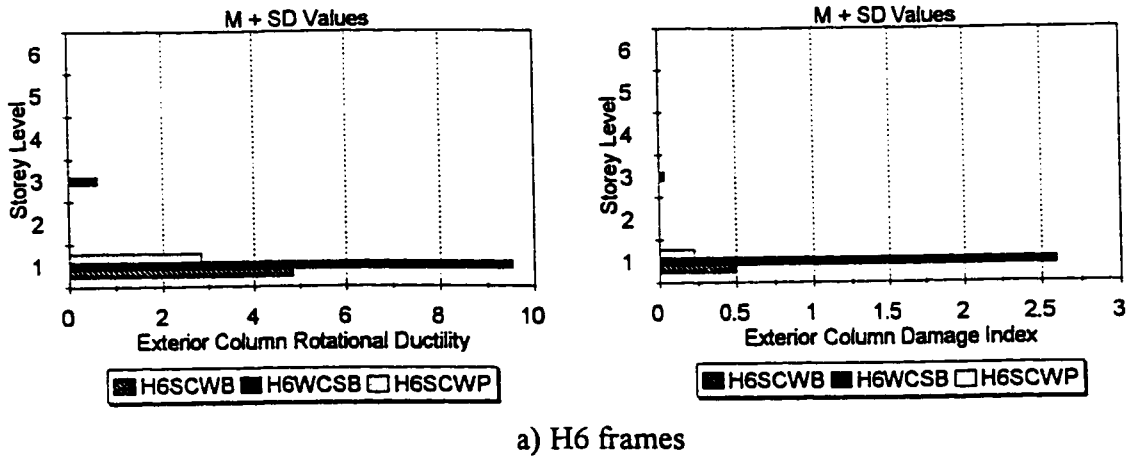 M + SD Values
6
5
4
3
2
1
Storey Level
0 2 4 6 8 10
Exterior Column Rotational Ductility
H6SCWB H6WCSB H6SCWP
M + SD Values
6
5
4
3
2
1
Storey Level
0 0.5 1 1.5 2 2.5 3
Exterior Column Damage Index
H6SCWB H6WCSB H6SCWP
a) H6 frames